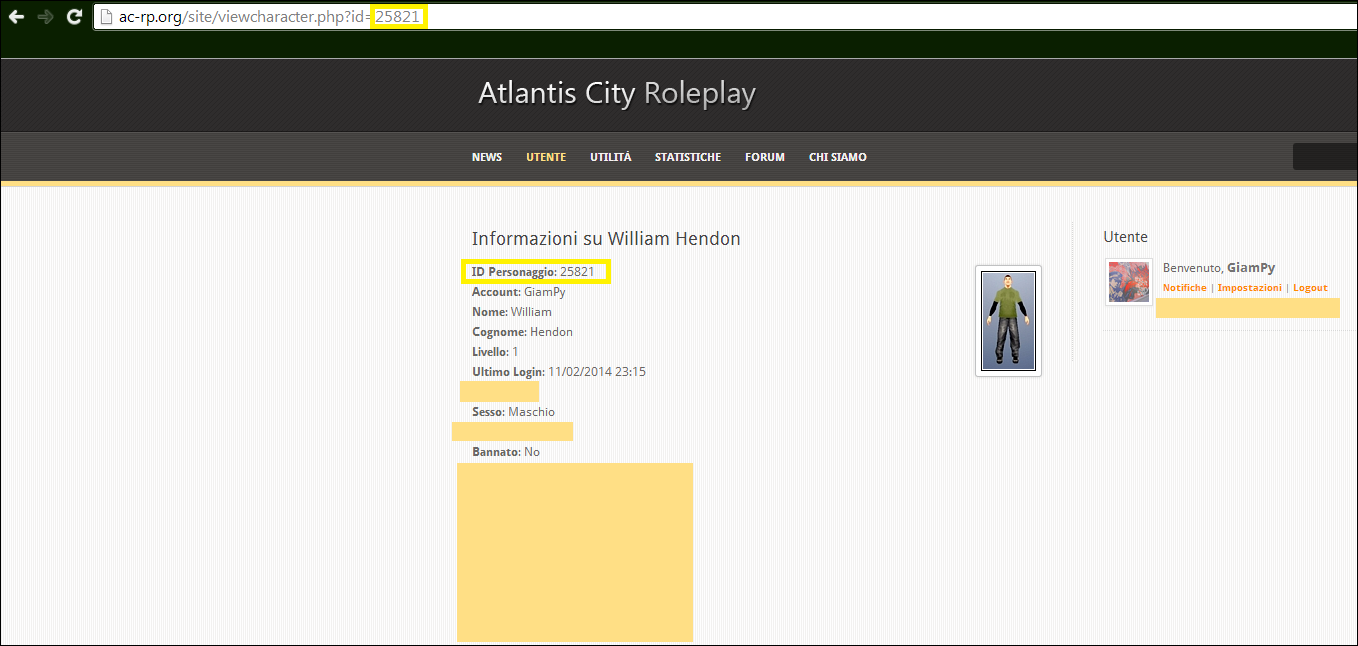 ac-rp.org/site/viewcharacter.php?id=25821
Atlantis City Roleplay
NEWS UTENTE UTILITÁ STATISTICHE FORUM CHI SIAMO
Informazioni su William Hendon
ID Personaggio: 25821
Account: GiamPy
Nome: William
Cognome: Hendon
Livello: 1
Ultimo Login: 11/02/2014 23:15
Sesso: Maschio
Bannato: No
Utente
Benvenuto, GiamPy
Notifiche | Impostazioni | Logout